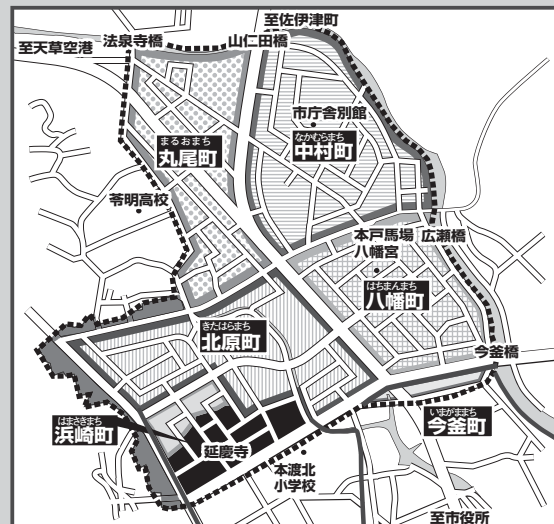 至佐伊津町
法泉寺橋
山仁田橋
至天草空港
市庁舎別館
なかむらまち
中村町
まるおまち
丸尾町
苓明高校
本戸馬場
八幡宮
広瀬橋
はちまんまち
八幡町
きたはらまち
北原町
今釜橋
はまさきまち
浜崎町
いまがままち
今釜町
延慶寺
本渡北
小学校
至市役所